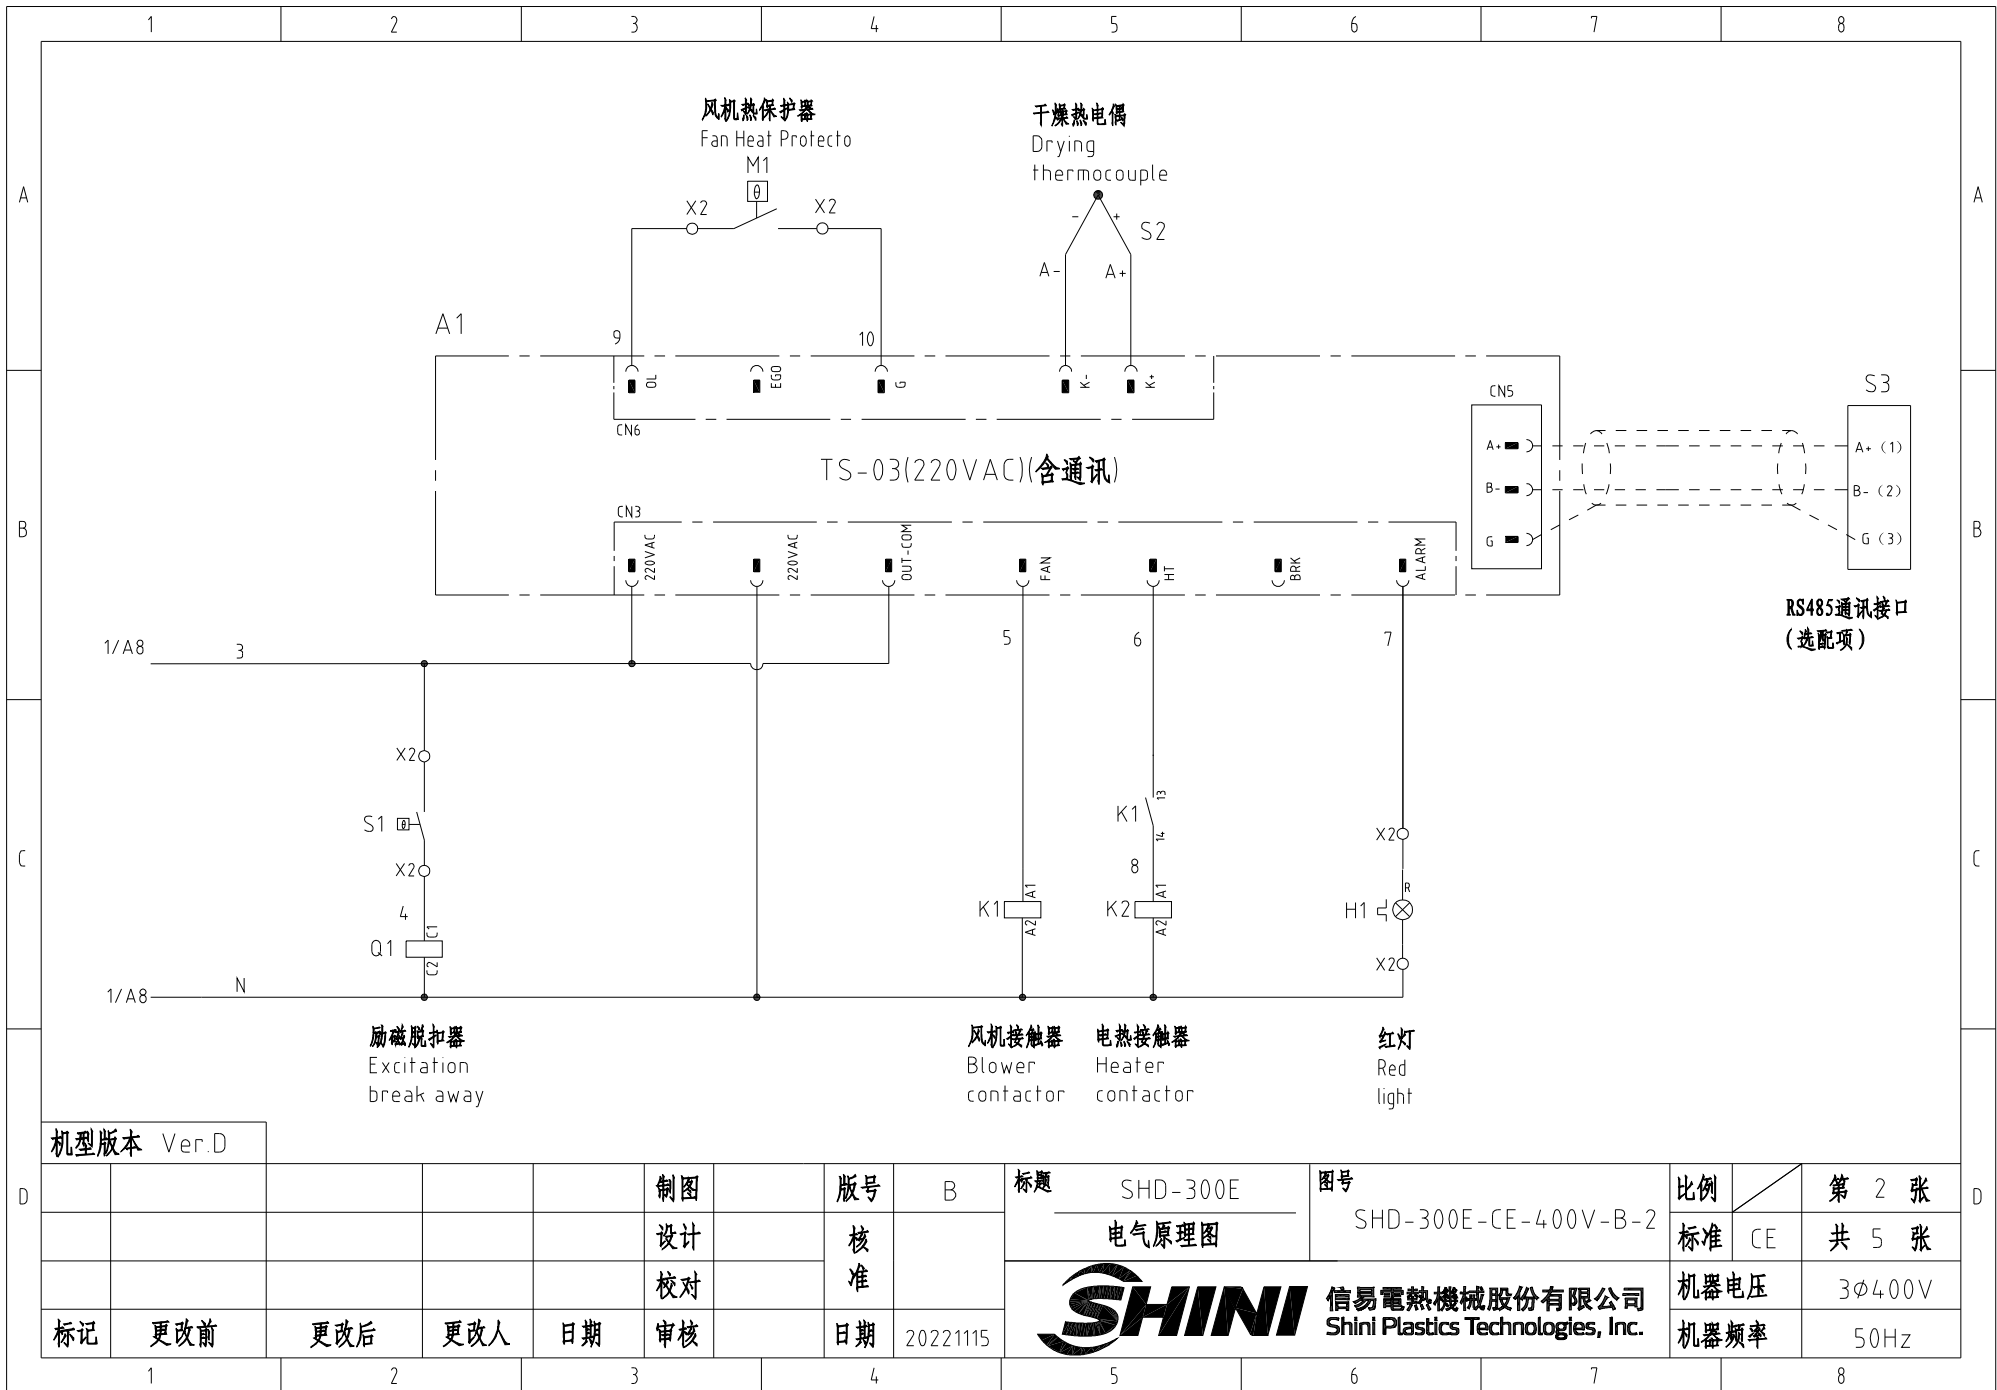 1 2 3 4 5 6 7 8
风机热保护器
Fan Heat Protecto
M1
θ
X2 X2
干燥热电偶
Drying
thermocouple
- +
S2
A- A+
A A
A1
9 10
OL EGO G K- K+
CN6
CN5
S3
A+ A+ (1)
B- B- (2)
G G (3)
TS-03(220VAC)(含通讯)
CN3
220VAC 220VAC OUT-COM FAN HT BRK ALARM
B B
RS485通讯接口
(选配项)
1/A8 3
5 6 7
X2
S1 θ
X2
4
Q1 C1 C2
K1 13 14
8
K1 A1 A2
K2 A1 A2
X2
R
H1
X2
C C
1/A8 N
励磁脱扣器
Excitation
break away
风机接触器
Blower
contactor
电热接触器
Heater
contactor
红灯
Red
light
机型版本 Ver.D
D D
制图 版号 B
设计 核准
校对
标记 更改前 更改后 更改人 日期 审核 日期 20221115
标题 SHD-300E
电气原理图
图号
SHD-300E-CE-400V-B-2
比例 第 2 张
标准 CE 共 5 张
机器电压 3φ400V
机器频率 50Hz
SHINI
信易電熱機械股份有限公司
Shini Plastics Technologies, Inc.
1 2 3 4 5 6 7 8